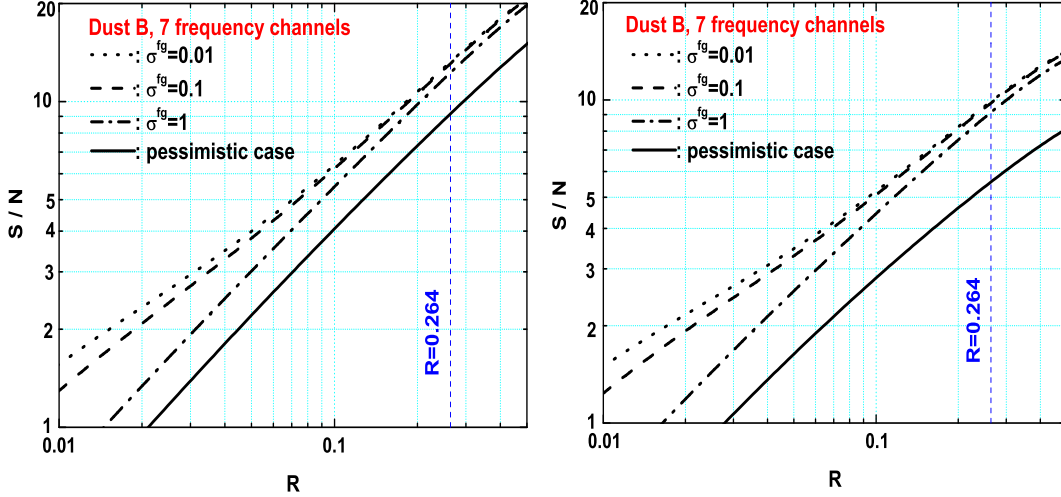 Dust B, 7 frequency channels
: σ^fg=0.01
: σ^fg=0.1
: σ^fg=1
: pessimistic case
20
10
5
4
3
2
1
S / N
R=0.264
0.01
0.1
R
Dust B, 7 frequency channels
: σ^fg=0.01
: σ^fg=0.1
: σ^fg=1
: pessimistic case
20
10
5
4
3
2
1
S / N
R=0.264
0.01
0.1
R